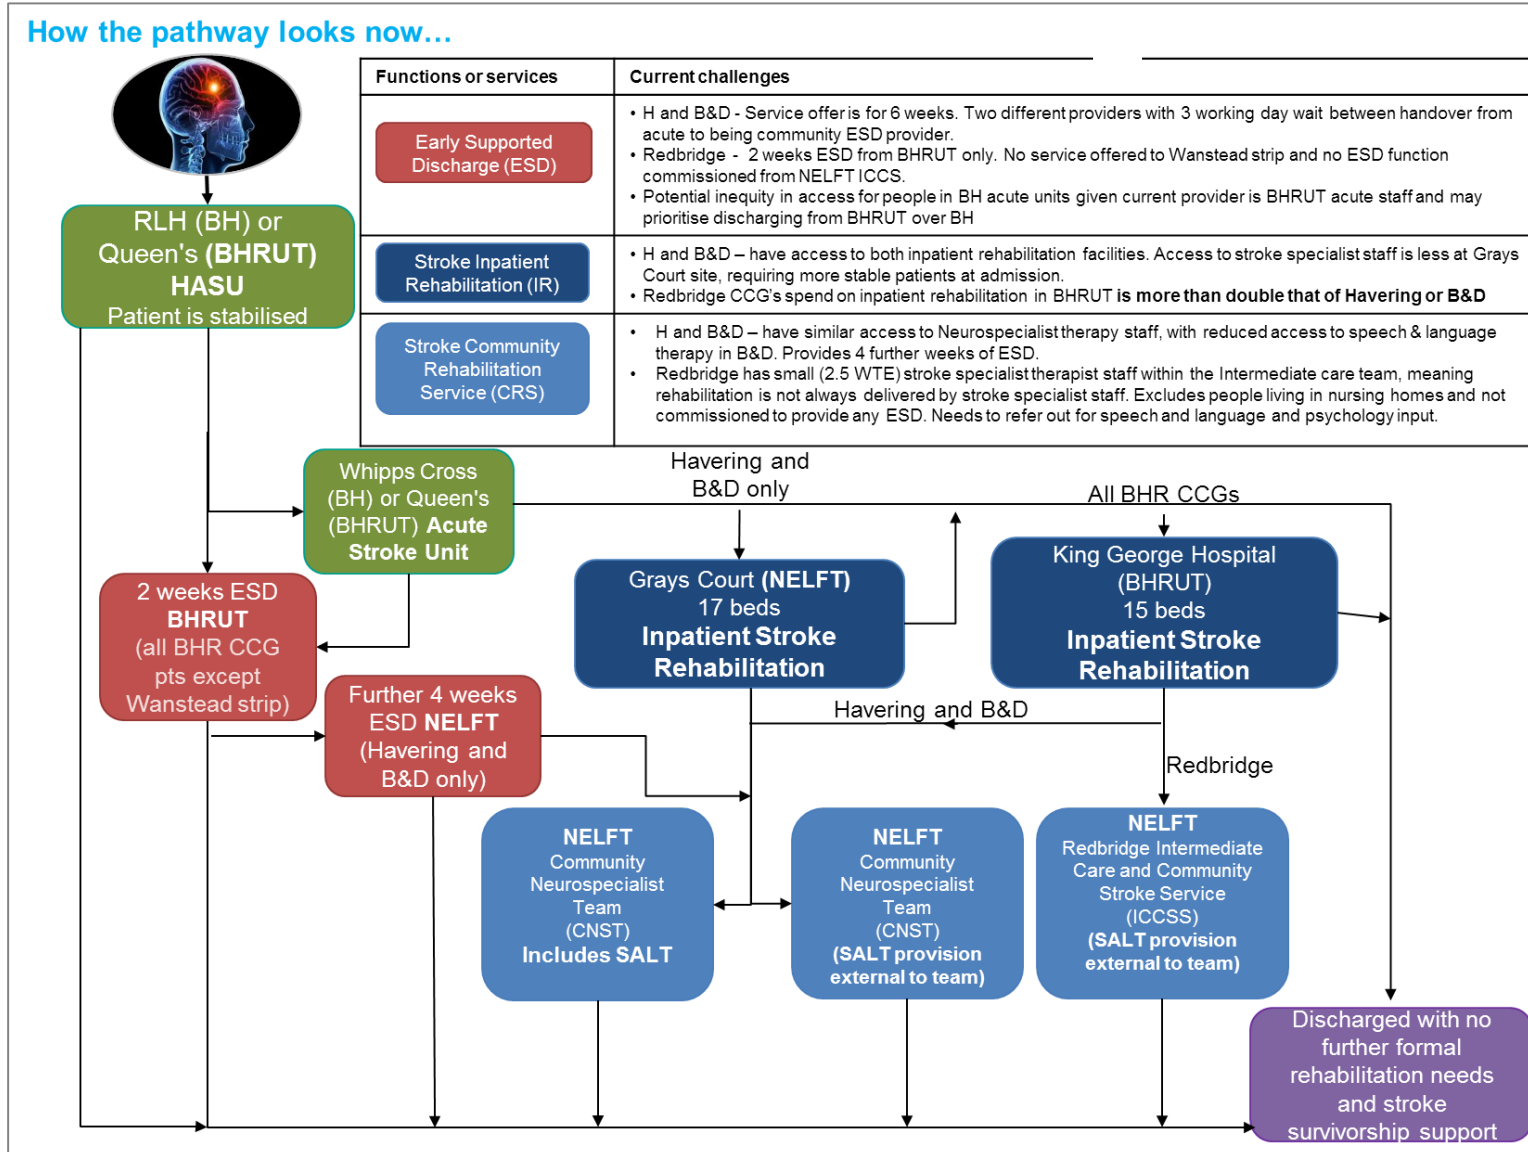 How the pathway looks now…
Functions or services
Current challenges
Early Supported
Discharge (ESD)
• H and B&D - Service offer is for 6 weeks. Two different providers with 3 working day wait between handover from
acute to being community ESD provider.
• Redbridge - 2 weeks ESD from BHRUT only. No service offered to Wanstead strip and no ESD function
commissioned from NELFT ICCS.
• Potential inequity in access for people in BH acute units given current provider is BHRUT acute staff and may
prioritise discharging from BHRUT over BH
Stroke Inpatient
Rehabilitation (IR)
• H and B&D – have access to both inpatient rehabilitation facilities. Access to stroke specialist staff is less at Grays
Court site, requiring more stable patients at admission.
• Redbridge CCG's spend on inpatient rehabilitation in BHRUT is more than double that of Havering or B&D
Stroke Community
Rehabilitation
Service (CRS)
• H and B&D – have similar access to Neurospecialist therapy staff, with reduced access to speech & language
therapy in B&D. Provides 4 further weeks of ESD.
• Redbridge has small (2.5 WTE) stroke specialist therapist staff within the Intermediate care team, meaning
rehabilitation is not always delivered by stroke specialist staff. Excludes people living in nursing homes and not
commissioned to provide any ESD. Needs to refer out for speech and language and psychology input.
RLH (BH) or
Queen's (BHRUT)
HASU
Patient is stabilised
Whipps Cross
(BH) or Queen's
(BHRUT) Acute
Stroke Unit
Havering and
B&D only
All BHR CCGs
2 weeks ESD
BHRUT
(all BHR CCG
pts except
Wanstead strip)
Grays Court (NELFT)
17 beds
Inpatient Stroke
Rehabilitation
King George Hospital
(BHRUT)
15 beds
Inpatient Stroke
Rehabilitation
Further 4 weeks
ESD NELFT
(Havering and
B&D only)
Havering and B&D
Redbridge
NELFT
Community
Neurospecialist
Team
(CNST)
Includes SALT
NELFT
Community
Neurospecialist
Team
(CNST)
(SALT provision
external to team)
NELFT
Redbridge Intermediate
Care and Community
Stroke Service
(ICCSS)
(SALT provision
external to team)
Discharged with no
further formal
rehabilitation needs
and stroke
survivorship support